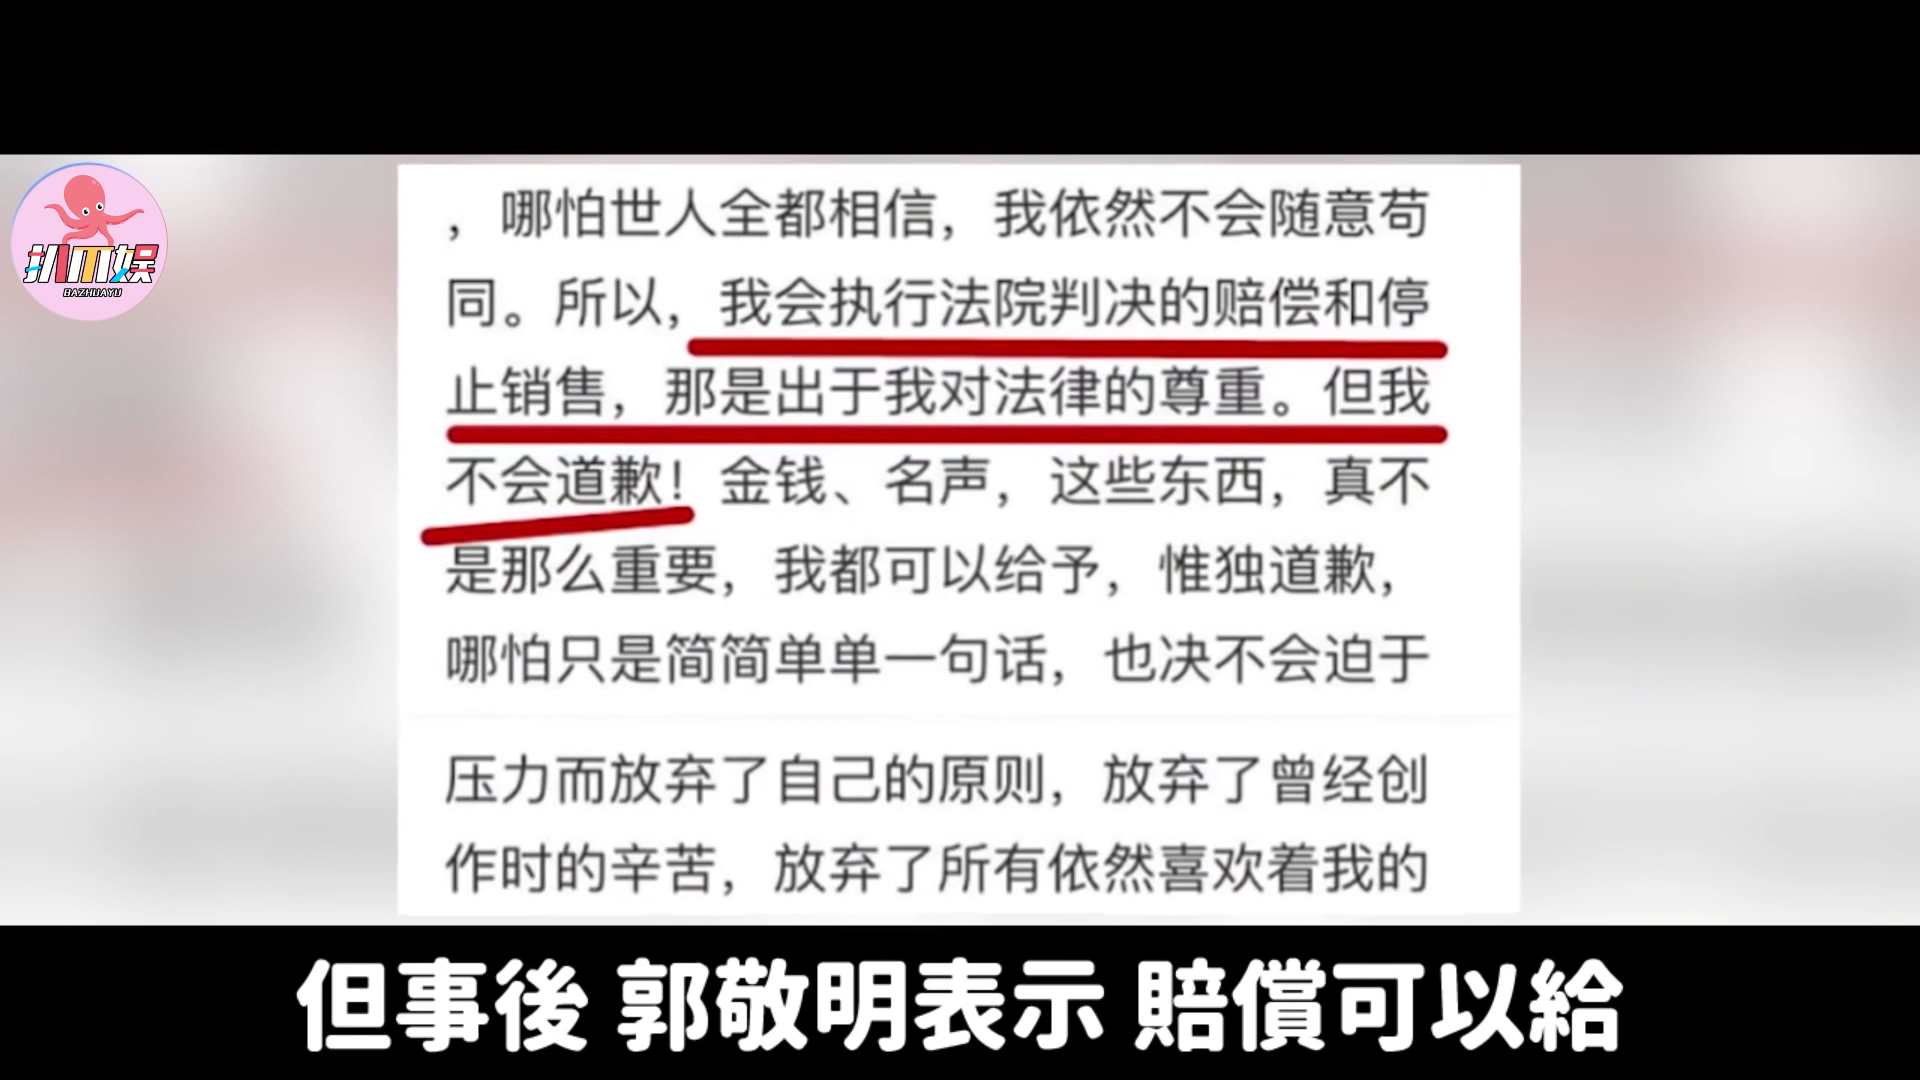 扒爪娱
BAZHUAYU
，哪怕世人全都相信，我依然不会随意苟
同。所以，我会执行法院判决的赔偿和停
止销售，那是出于我对法律的尊重。但我
不会道歉！金钱、名声，这些东西，真不
是那么重要，我都可以给予，惟独道歉，
哪怕只是简简单单一句话，也决不会迫于
压力而放弃了自己的原则，放弃了曾经创
作时的辛苦，放弃了所有依然喜欢着我的
但事後 郭敬明表示 賠償可以給